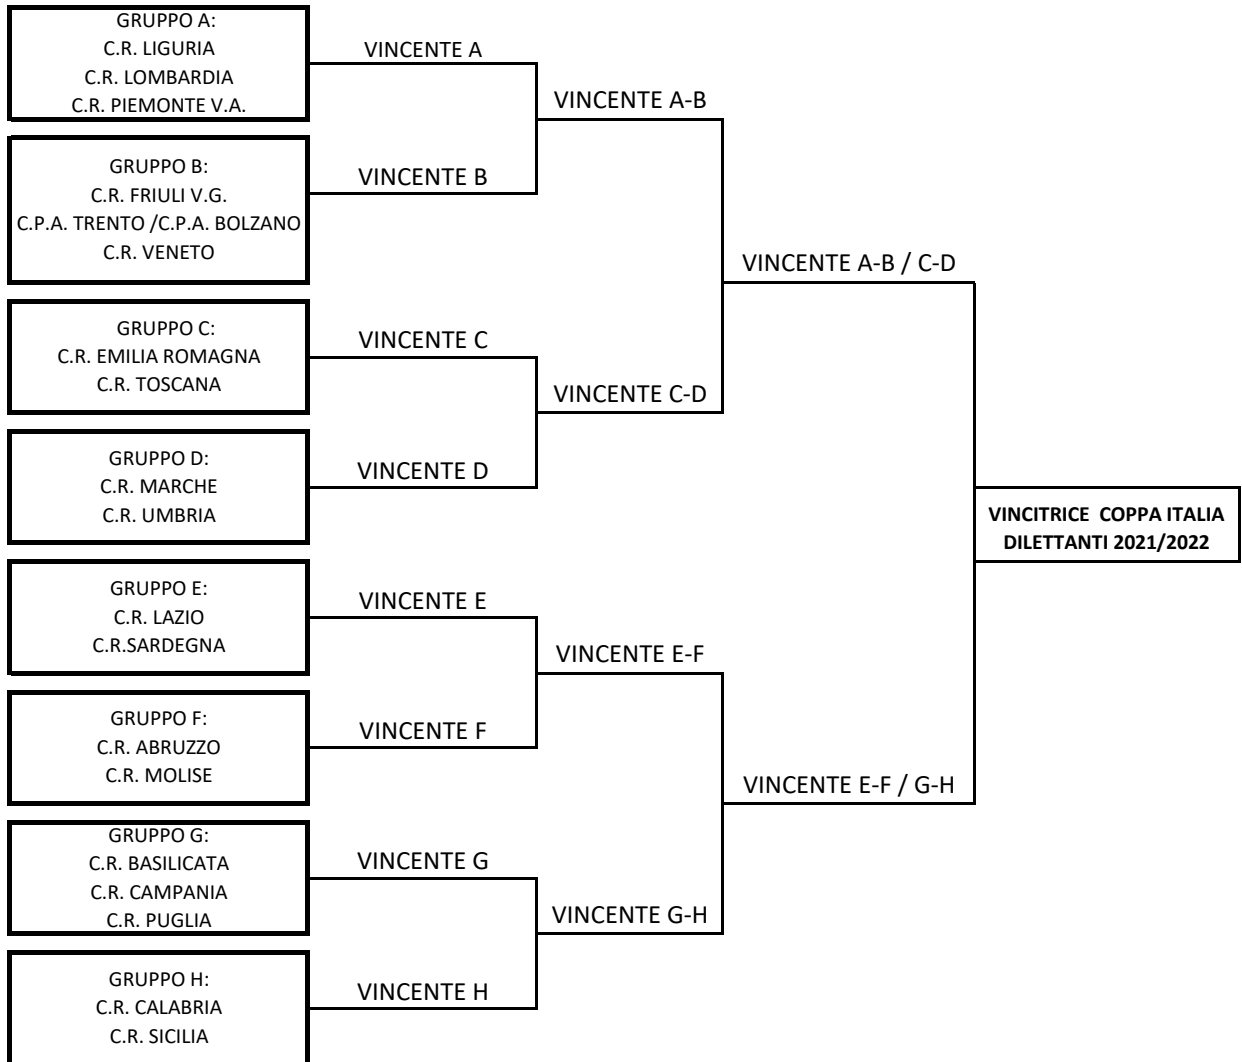 GRUPPO A:
C.R. LIGURIA
C.R. LOMBARDIA
C.R. PIEMONTE V.A.
VINCENTE A
VINCENTE A-B
GRUPPO B:
C.R. FRIULI V.G.
C.P.A. TRENTO /C.P.A. BOLZANO
C.R. VENETO
VINCENTE B
VINCENTE A-B / C-D
GRUPPO C:
C.R. EMILIA ROMAGNA
C.R. TOSCANA
VINCENTE C
VINCENTE C-D
GRUPPO D:
C.R. MARCHE
C.R. UMBRIA
VINCENTE D
VINCITRICE  COPPA ITALIA
DILETTANTI 2021/2022
GRUPPO E:
C.R. LAZIO
C.R.SARDEGNA
VINCENTE E
VINCENTE E-F
GRUPPO F:
C.R. ABRUZZO
C.R. MOLISE
VINCENTE F
VINCENTE E-F / G-H
GRUPPO G:
C.R. BASILICATA
C.R. CAMPANIA
C.R. PUGLIA
VINCENTE G
VINCENTE G-H
GRUPPO H:
C.R. CALABRIA
C.R. SICILIA
VINCENTE H